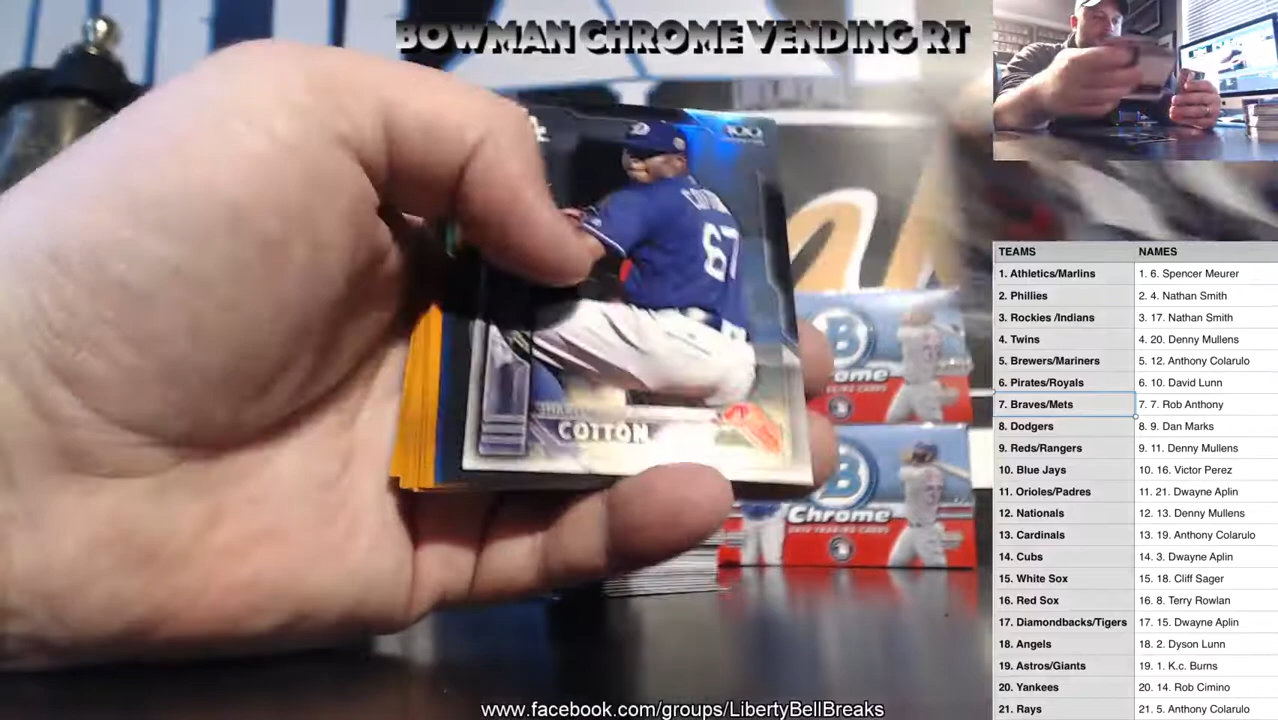 BOWMAN CHROME VENDING RT
COTTON
67
COTTON
Chrome
TEAMS NAMES
1. Athletics/Marlins 1. 6. Spencer Meurer
2. Phillies 2. 4. Nathan Smith
3. Rockies /Indians 3. 17. Nathan Smith
4. Twins 4. 20. Denny Mullens
5. Brewers/Mariners 5. 12. Anthony Colarulo
6. Pirates/Royals 6. 10. David Lunn
7. Braves/Mets 7. 7. Rob Anthony
8. Dodgers 8. 9. Dan Marks
9. Reds/Rangers 9. 11. Denny Mullens
10. Blue Jays 10. 16. Victor Perez
11. Orioles/Padres 11. 21. Dwayne Aplin
12. Nationals 12. 13. Denny Mullens
13. Cardinals 13. 19. Anthony Colarulo
14. Cubs 14. 3. Dwayne Aplin
15. White Sox 15. 18. Cliff Sager
16. Red Sox 16. 8. Terry Rowlan
17. Diamondbacks/Tigers 17. 15. Dwayne Aplin
18. Angels 18. 2. Dyson Lunn
19. Astros/Giants 19. 1. K.c. Burns
20. Yankees 20. 14. Rob Cimino
21. Rays 21. 5. Anthony Colarulo
www.facebook.com/groups/LibertyBellBreaks